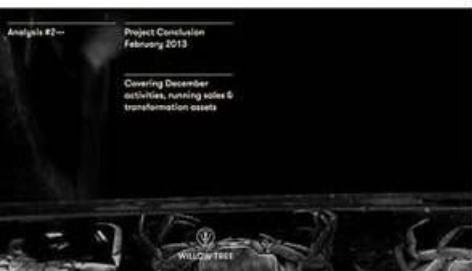 Analysis #2—
Project Conclusion
February 2013
Covering December
activities, running sales &
transformation assets
WILLOW TREE